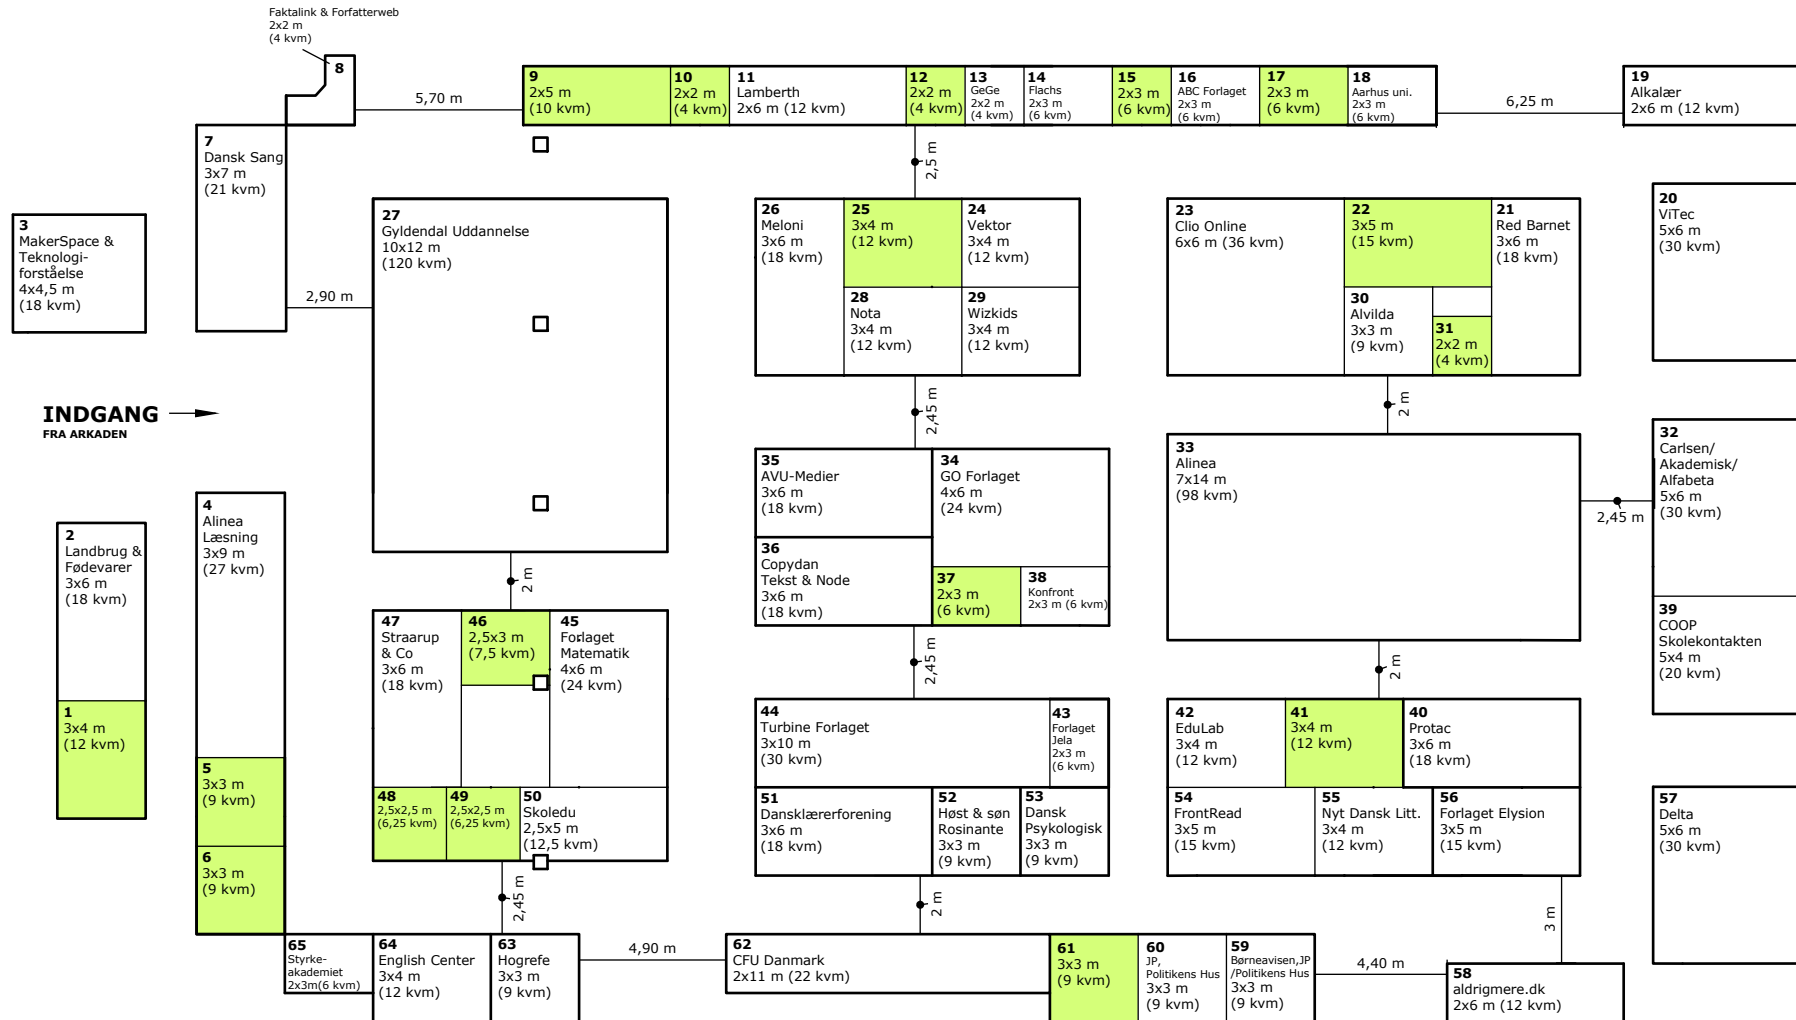 Faktalink & Forfatterweb
2x2 m
(4 kvm)
8
5,70 m
9
2x5 m
(10 kvm)
10
2x2 m
(4 kvm)
11
Lamberth
2x6 m (12 kvm)
12
2x2 m
(4 kvm)
13
GeGe
2x2 m
(4 kvm)
14
Flachs
2x3 m
(6 kvm)
15
2x3 m
(6 kvm)
16
ABC Forlaget
2x3 m
(6 kvm)
17
2x3 m
(6 kvm)
18
Aarhus uni.
2x3 m
(6 kvm)
6,25 m
19
Alkalær
2x6 m (12 kvm)
7
Dansk Sang
3x7 m
(21 kvm)
2,5 m
3
MakerSpace &
Teknologi-
forståelse
4x4,5 m
(18 kvm)
2,90 m
27
Gyldendal Uddannelse
10x12 m
(120 kvm)
26
Meloni
3x6 m
(18 kvm)
25
3x4 m
(12 kvm)
24
Vektor
3x4 m
(12 kvm)
28
Nota
3x4 m
(12 kvm)
29
Wizkids
3x4 m
(12 kvm)
23
Clio Online
6x6 m (36 kvm)
22
3x5 m
(15 kvm)
21
Red Barnet
3x6 m
(18 kvm)
30
Alvilda
3x3 m
(9 kvm)
31
2x2 m
(4 kvm)
20
ViTec
5x6 m
(30 kvm)
INDGANG
FRA ARKADEN
2,45 m
2 m
35
AVU-Medier
3x6 m
(18 kvm)
34
GO Forlaget
4x6 m
(24 kvm)
36
Copydan
Tekst & Node
3x6 m
(18 kvm)
37
2x3 m
(6 kvm)
38
Konfront
2x3 m (6 kvm)
33
Alinea
7x14 m
(98 kvm)
2,45 m
32
Carlsen/
Akademisk/
Alfabeta
5x6 m
(30 kvm)
39
COOP
Skolekontakten
5x4 m
(20 kvm)
2
Landbrug &
Fødevarer
3x6 m
(18 kvm)
1
3x4 m
(12 kvm)
4
Alinea
Læsning
3x9 m
(27 kvm)
5
3x3 m
(9 kvm)
6
3x3 m
(9 kvm)
2 m
47
Straarup
& Co
3x6 m
(18 kvm)
46
2,5x3 m
(7,5 kvm)
45
Forlaget
Matematik
4x6 m
(24 kvm)
48
2,5x2,5 m
(6,25 kvm)
49
2,5x2,5 m
(6,25 kvm)
50
Skoledu
2,5x5 m
(12,5 kvm)
2,45 m
2 m
44
Turbine Forlaget
3x10 m
(30 kvm)
43
Forlaget
Jela
2x3 m
(6 kvm)
51
Dansklærerforening
3x6 m
(18 kvm)
52
Høst & søn
Rosinante
3x3 m
(9 kvm)
53
Dansk
Psykologisk
3x3 m
(9 kvm)
42
EduLab
3x4 m
(12 kvm)
41
3x4 m
(12 kvm)
40
Protac
3x6 m
(18 kvm)
54
FrontRead
3x5 m
(15 kvm)
55
Nyt Dansk Litt.
3x4 m
(12 kvm)
56
Forlaget Elysion
3x5 m
(15 kvm)
57
Delta
5x6 m
(30 kvm)
2,45 m
2 m
3 m
65
Styrke-
akademiet
2x3m(6 kvm)
64
English Center
3x4 m
(12 kvm)
63
Hogrefe
3x3 m
(9 kvm)
4,90 m
62
CFU Danmark
2x11 m (22 kvm)
61
3x3 m
(9 kvm)
60
JP,
Politikens Hus
3x3 m
(9 kvm)
59
Børneavisen,JP
/Politikens Hus
3x3 m
(9 kvm)
4,40 m
58
aldrigmere.dk
2x6 m (12 kvm)